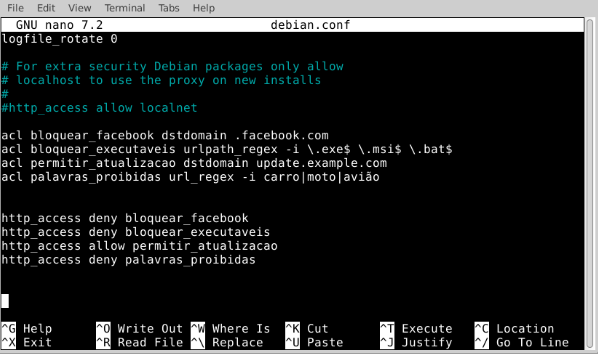 File Edit View Terminal Tabs Help
GNU nano 7.2 debian.conf
logfile_rotate 0
# For extra security Debian packages only allow
# localhost to use the proxy on new installs
#
#http_access allow localnet
acl bloquear_facebook dstdomain .facebook.com
acl bloquear_executaveis urlpath_regex -i \.exe$ \.msi$ \.bat$
acl permitir_atualizacao dstdomain update.example.com
acl palavras_proibidas url_regex -i carro|moto|avião
http_access deny bloquear_facebook
http_access deny bloquear_executaveis
http_access allow permitir_atualizacao
http_access deny palavras_proibidas
^G Help ^O Write Out ^W Where Is ^K Cut ^T Execute ^C Location
^X Exit ^R Read File ^\ Replace ^U Paste ^J Justify ^/ Go To Line